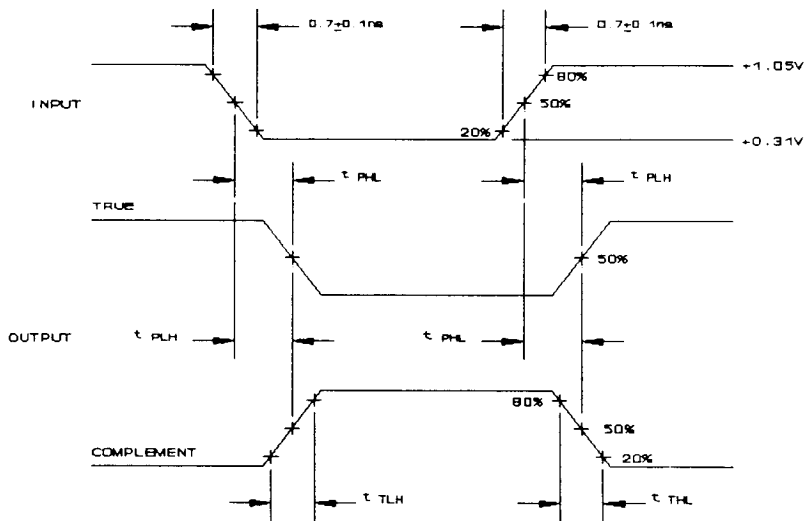 0.7±0.1ns 0.7±0.1ns
+1.05V
80%
INPUT 50%
20%
+0.31V
t PHL t PLH
TRUE
50%
OUTPUT t PLH t PHL
80%
50%
COMPLEMENT 20%
t TLH t THL